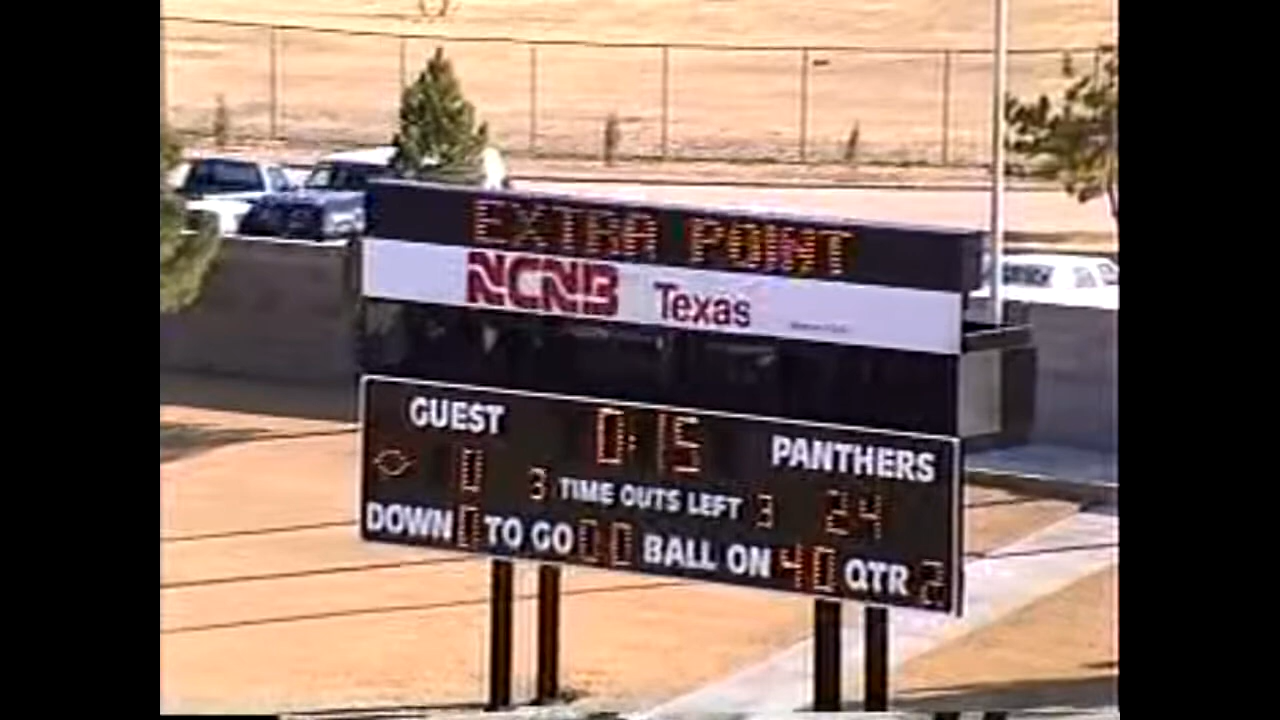 EXTRA POINT
NCNB Texas
GUEST 0:15 PANTHERS
0 3 TIME OUTS LEFT 3 24
DOWN 0 TO GO 00 BALL ON 40 QTR 2